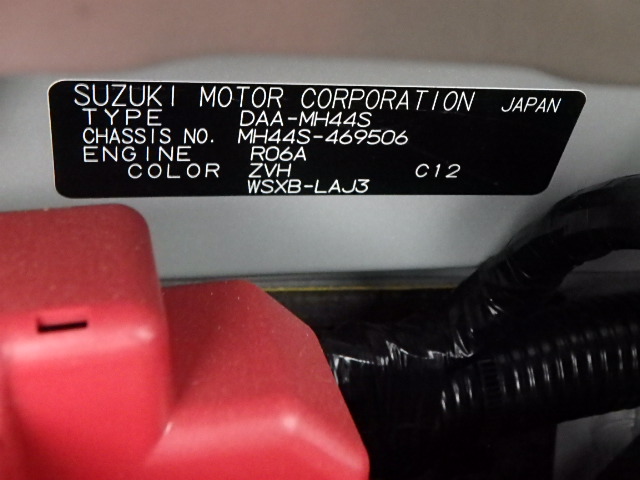 SUZUKI MOTOR CORPORATION JAPAN
TYPE DAA-MH44S
CHASSIS NO. MH44S-469506
ENGINE R06A
COLOR ZVH C12
WSXB-LAJ3